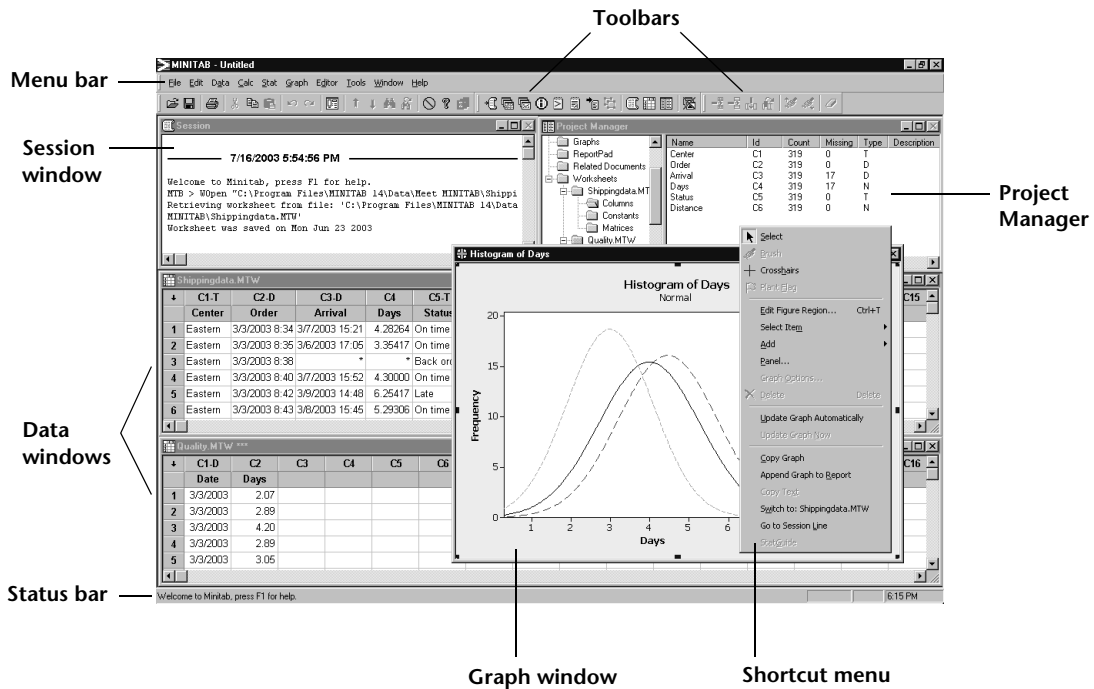 Toolbars
MINITAB - Untitled
Menu bar
File Edit Data Calc Stat Graph Editor Tools Window Help
Session
Session window
7/16/2003 5:54:56 PM
Welcome to Minitab, press F1 for help.
MTB > WOpen "C:\Program Files\MINITAB 14\Data\Meet MINITAB\Shippi
Retrieving worksheet from file: 'C:\Program Files\MINITAB 14\Data
MINITAB\Shippingdata.MTW'
Worksheet was saved on Mon Jun 23 2003
Project Manager
Graphs
ReportPad
Related Documents
Worksheets
Shippingdata.MT
Columns
Constants
Matrices
Quality.MTW
Name Id Count Missing Type Description
Center C1 319 0 T
Order C2 319 0 D
Arrival C3 319 17 D
Days C4 319 17 N
Status C5 319 0 T
Distance C6 319 0 N
Project Manager
Shippingdata.MTW
C1-T C2-D C3-D C4 C5-T C15
Center Order Arrival Days Status
1 Eastern 3/3/2003 8:34 3/7/2003 15:21 4.28264 On time
2 Eastern 3/3/2003 8:35 3/6/2003 17:05 3.35417 On time
3 Eastern 3/3/2003 8:38 * * Back ord
4 Eastern 3/3/2003 8:40 3/7/2003 15:52 4.30000 On time
5 Eastern 3/3/2003 8:42 3/9/2003 14:48 6.25417 Late
6 Eastern 3/3/2003 8:43 3/8/2003 15:45 5.29306 On time
Data windows
Quality.MTW ***
C1-D C2 C3 C4 C5 C6 C16
Date Days
1 3/3/2003 2.07
2 3/3/2003 2.89
3 3/3/2003 4.20
4 3/3/2003 2.89
5 3/3/2003 3.05
Histogram of Days
Histogram of Days
Normal
20
15
10
5
0
Frequency
1 2 3 4 5 6
Days
Select
Brush
Crosshairs
Plant Flag
Edit Figure Region... Ctrl+T
Select Item
Add
Panel...
Graph Options...
Delete Delete
Update Graph Automatically
Update Graph Now
Copy Graph
Append Graph to Report
Copy Text
Switch to: Shippingdata.MTW
Go to Session Line
StatGuide
Status bar
Welcome to Minitab, press F1 for help.
6:15 PM
Graph window
Shortcut menu